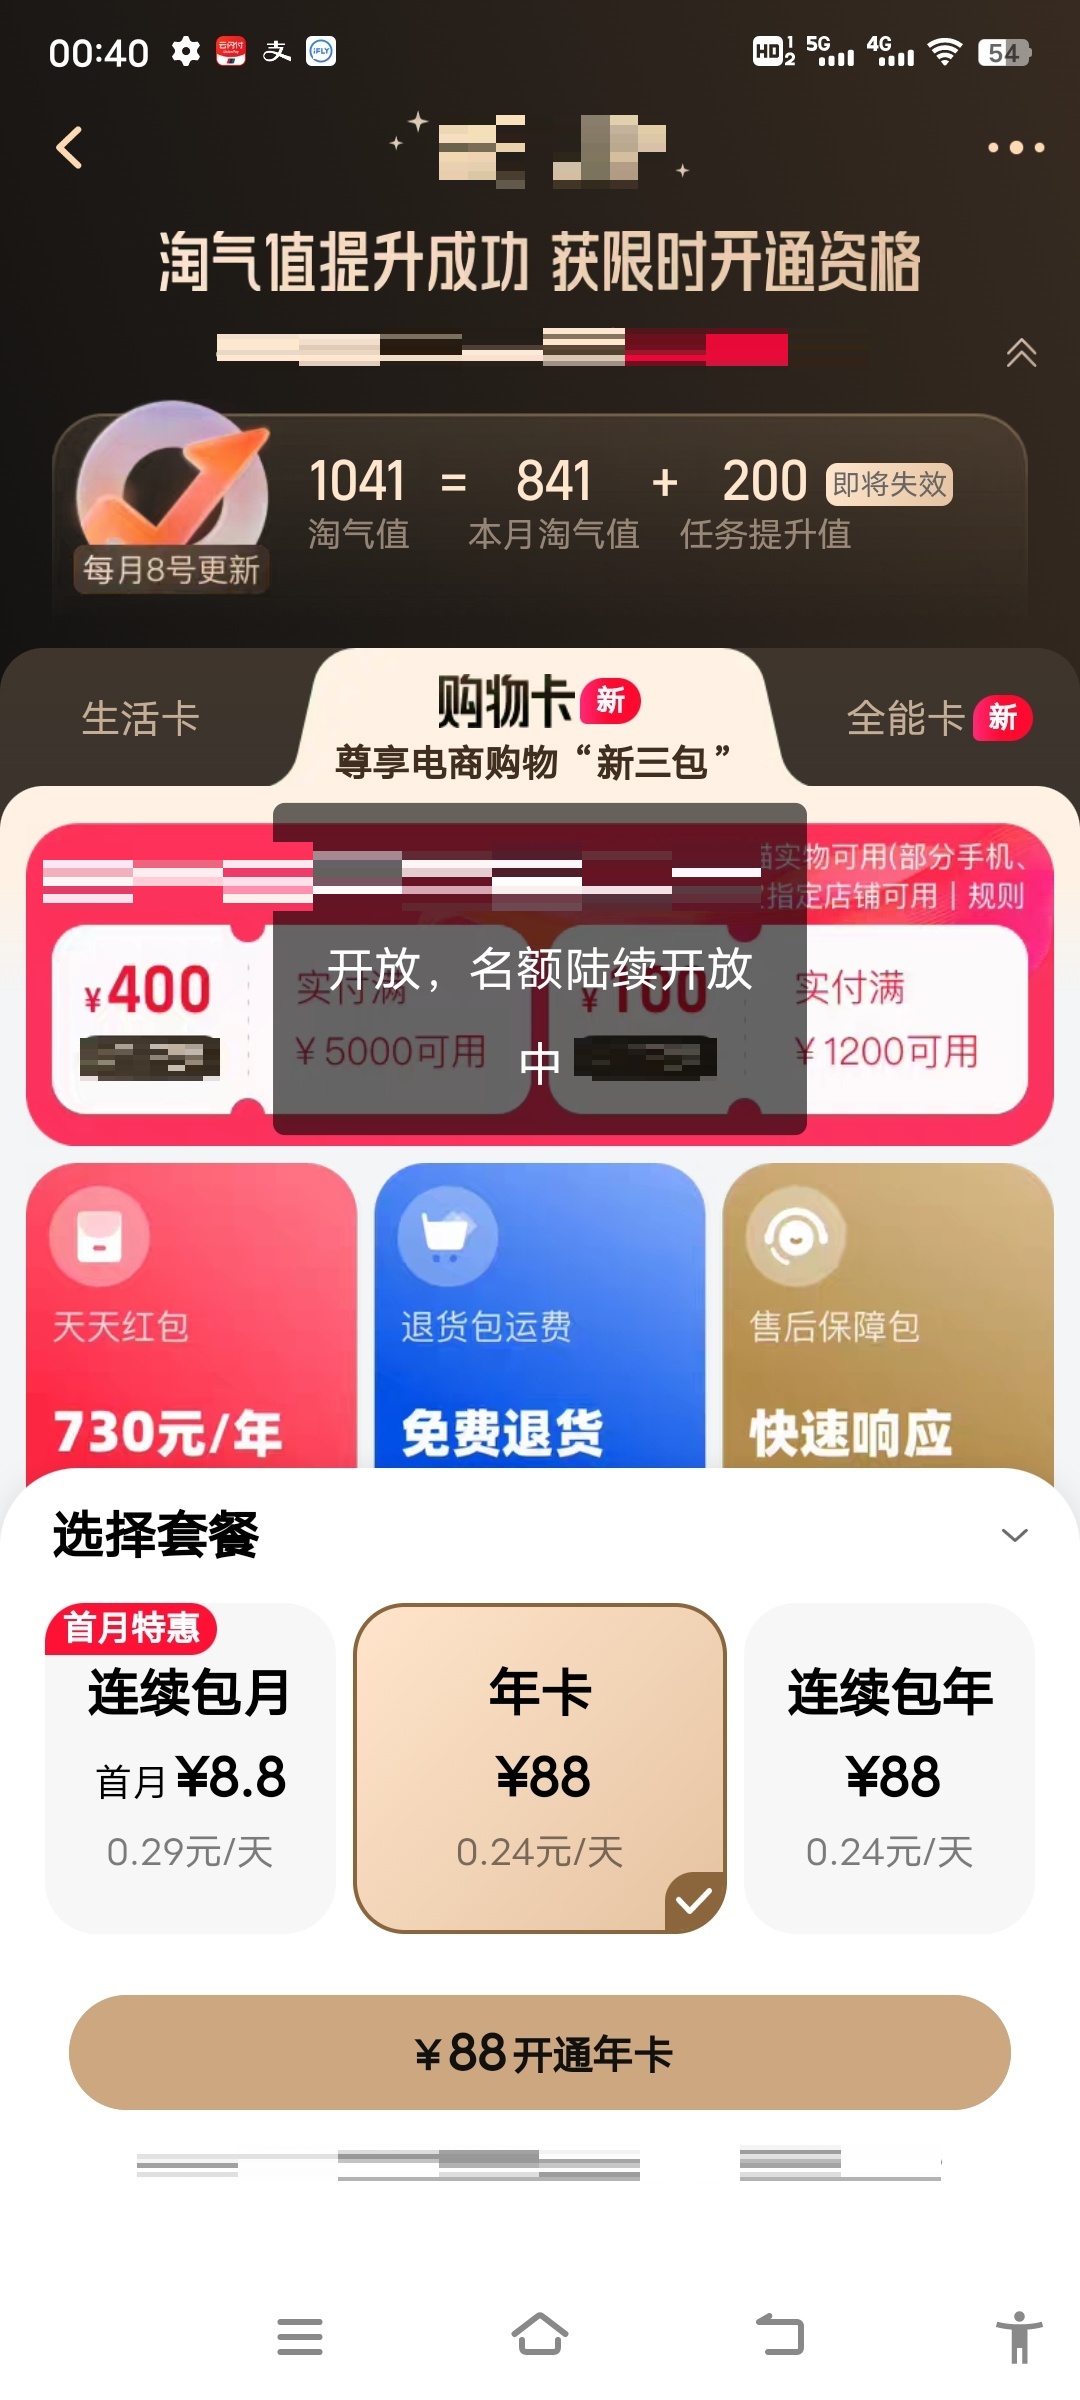 00:40
HD 1 2 5G 4G 54
淘气值提升成功 获限时开通资格
1041 = 841 + 200 即将失效
淘气值 本月淘气值 任务提升值
每月8号更新
生活卡
购物卡 新
全能卡 新
尊享电商购物“新三包”
实物可用(部分手机、
指定店铺可用 | 规则
¥400
实付满
¥5000可用
¥100
实付满
¥1200可用
开放，名额陆续开放
中
天天红包
730元/年
退货包运费
免费退货
售后保障包
快速响应
选择套餐
首月特惠
连续包月
首月¥8.8
0.29元/天
年卡
¥88
0.24元/天
连续包年
¥88
0.24元/天
¥88开通年卡